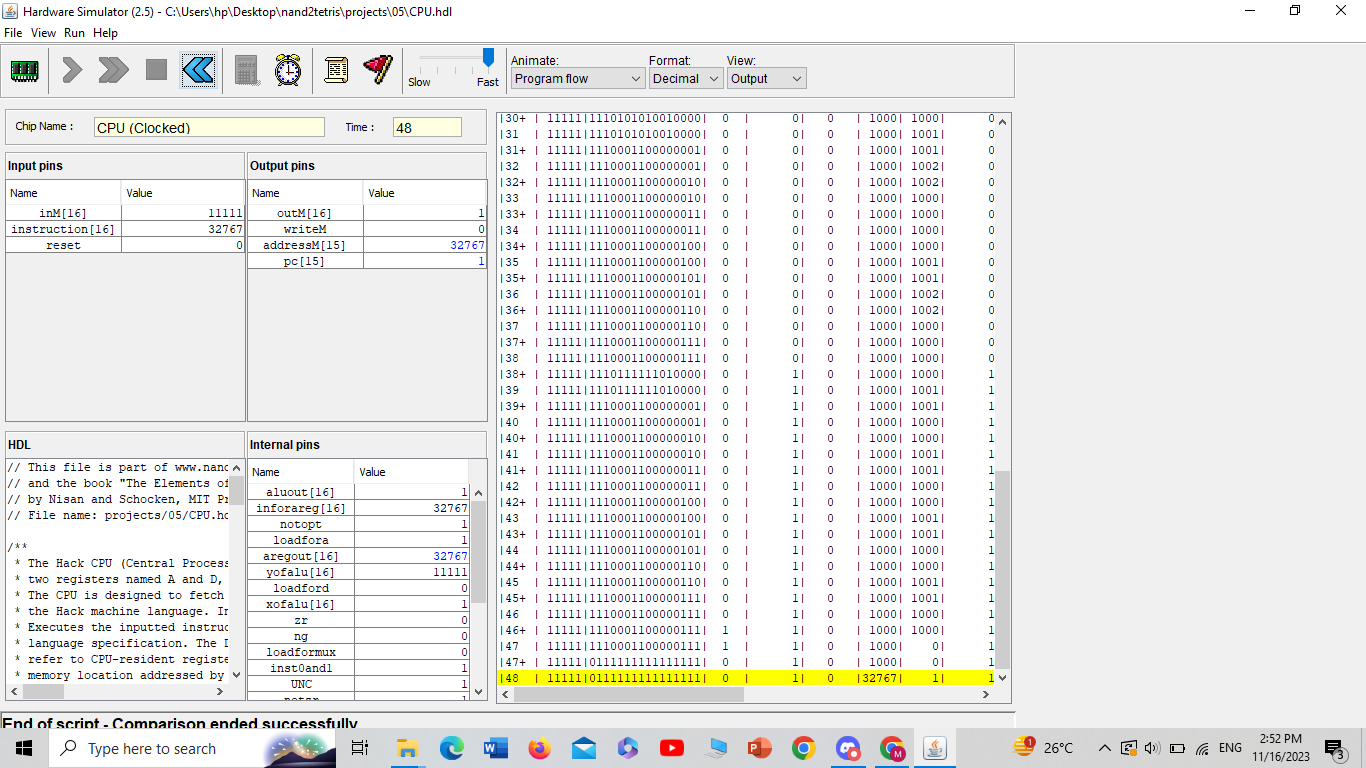 Hardware Simulator (2.5) - C:\Users\hp\Desktop\nand2tetris\projects\05\CPU.hdl
File View Run Help
Slow Fast
Animate: Format: View:
Program flow Decimal Output
Chip Name : CPU (Clocked) Time : 48
Input pins
Name Value
inM[16] 11111
instruction[16] 32767
reset 0
Output pins
Name Value
outM[16] 1
writeM 0
addressM[15] 32767
pc[15] 1
HDL
// This file is part of www.nand
// and the book "The Elements of
// by Nisan and Schocken, MIT Pr
// File name: projects/05/CPU.hd
/**
* The Hack CPU (Central Process
* two registers named A and D,
* The CPU is designed to fetch
* the Hack machine language. In
* Executes the inputted instruc
* language specification. The D
* refer to CPU-resident registe
* memory location addressed by
Internal pins
Name Value
aluout[16] 1
inforareg[16] 32767
notopt 1
loadfora 1
aregout[16] 32767
yofalu[16] 11111
loadford 0
xofalu[16] 1
zr 0
ng 0
loadformux 0
inst0and1 1
UNC 1
notzr 1
|30+ | 11111|1110101010010000| 0 | 0| 0 | 1000| 1000| 0
|31 | 11111|1110101010010000| 0 | 0| 0 | 1000| 1001| 0
|31+ | 11111|1110001100000001| 0 | 0| 0 | 1000| 1001| 0
|32 | 11111|1110001100000001| 0 | 0| 0 | 1000| 1002| 0
|32+ | 11111|1110001100000010| 0 | 0| 0 | 1000| 1002| 0
|33 | 11111|1110001100000010| 0 | 0| 0 | 1000| 1000| 0
|33+ | 11111|1110001100000011| 0 | 0| 0 | 1000| 1000| 0
|34 | 11111|1110001100000011| 0 | 0| 0 | 1000| 1000| 0
|34+ | 11111|1110001100000100| 0 | 0| 0 | 1000| 1000| 0
|35 | 11111|1110001100000100| 0 | 0| 0 | 1000| 1001| 0
|35+ | 11111|1110001100000101| 0 | 0| 0 | 1000| 1001| 0
|36 | 11111|1110001100000101| 0 | 0| 0 | 1000| 1002| 0
|36+ | 11111|1110001100000110| 0 | 0| 0 | 1000| 1002| 0
|37 | 11111|1110001100000110| 0 | 0| 0 | 1000| 1000| 0
|37+ | 11111|1110001100000111| 0 | 0| 0 | 1000| 1000| 0
|38 | 11111|1110001100000111| 0 | 0| 0 | 1000| 1000| 0
|38+ | 11111|1110111111010000| 0 | 1| 0 | 1000| 1000| 1
|39 | 11111|1110111111010000| 0 | 1| 0 | 1000| 1001| 1
|39+ | 11111|1110001100000001| 0 | 1| 0 | 1000| 1001| 1
|40 | 11111|1110001100000001| 0 | 1| 0 | 1000| 1000| 1
|40+ | 11111|1110001100000010| 0 | 1| 0 | 1000| 1000| 1
|41 | 11111|1110001100000010| 0 | 1| 0 | 1000| 1001| 1
|41+ | 11111|1110001100000011| 0 | 1| 0 | 1000| 1001| 1
|42 | 11111|1110001100000011| 0 | 1| 0 | 1000| 1000| 1
|42+ | 11111|1110001100000100| 0 | 1| 0 | 1000| 1000| 1
|43 | 11111|1110001100000100| 0 | 1| 0 | 1000| 1001| 1
|43+ | 11111|1110001100000101| 0 | 1| 0 | 1000| 1001| 1
|44 | 11111|1110001100000101| 0 | 1| 0 | 1000| 1000| 1
|44+ | 11111|1110001100000110| 0 | 1| 0 | 1000| 1000| 1
|45 | 11111|1110001100000110| 0 | 1| 0 | 1000| 1001| 1
|45+ | 11111|1110001100000111| 0 | 1| 0 | 1000| 1001| 1
|46 | 11111|1110001100000111| 0 | 1| 0 | 1000| 1000| 1
|46+ | 11111|1110001100000111| 1 | 1| 0 | 1000| 1000| 1
|47 | 11111|1110001100000111| 1 | 1| 0 | 1000| 0| 1
|47+ | 11111|0111111111111111| 0 | 1| 0 | 1000| 0| 1
|48 | 11111|0111111111111111| 0 | 1| 0 |32767| 1| 1
End of script - Comparison ended successfully
Type here to search
1
26°C
ENG
2:52 PM
11/16/2023
3